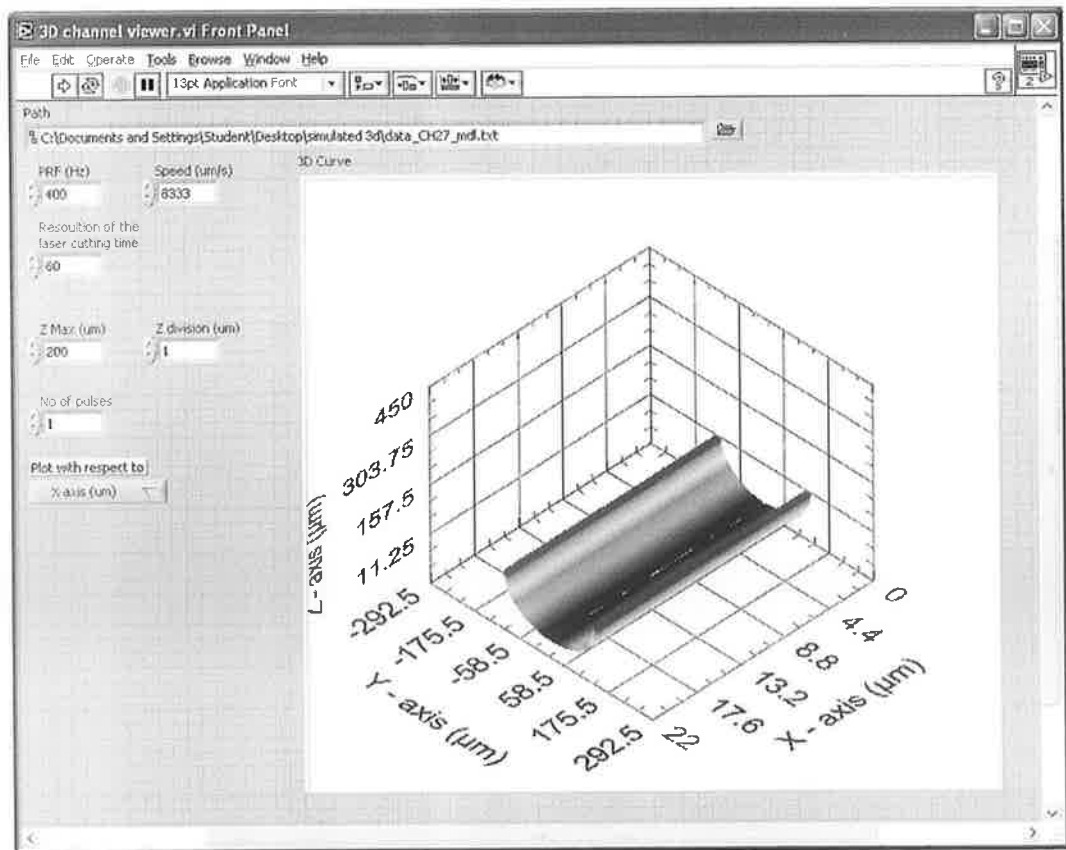 3D channel viewer.vi Front Panel
File Edit Operate Tools Browse Window Help
13pt Application Font
2
Path
C:\Documents and Settings\Student\Desktop\simulated 3d\data_CH27_mdl.txt
PRF (Hz) Speed (um/s) 3D Curve
400 8333
Resoultion of the
laser cutting time
60
Z Max (um) Z division (um)
200 1
No of pulses
1
Plot with respect to
X axis (um)
450
303.75
157.5
11.25
- axis (µm)
-292.5
-175.5
-58.5
58.5
175.5
292.5
Y - axis (µm)
0
4.4
8.8
13.2
17.6
22
X - axis (µm)